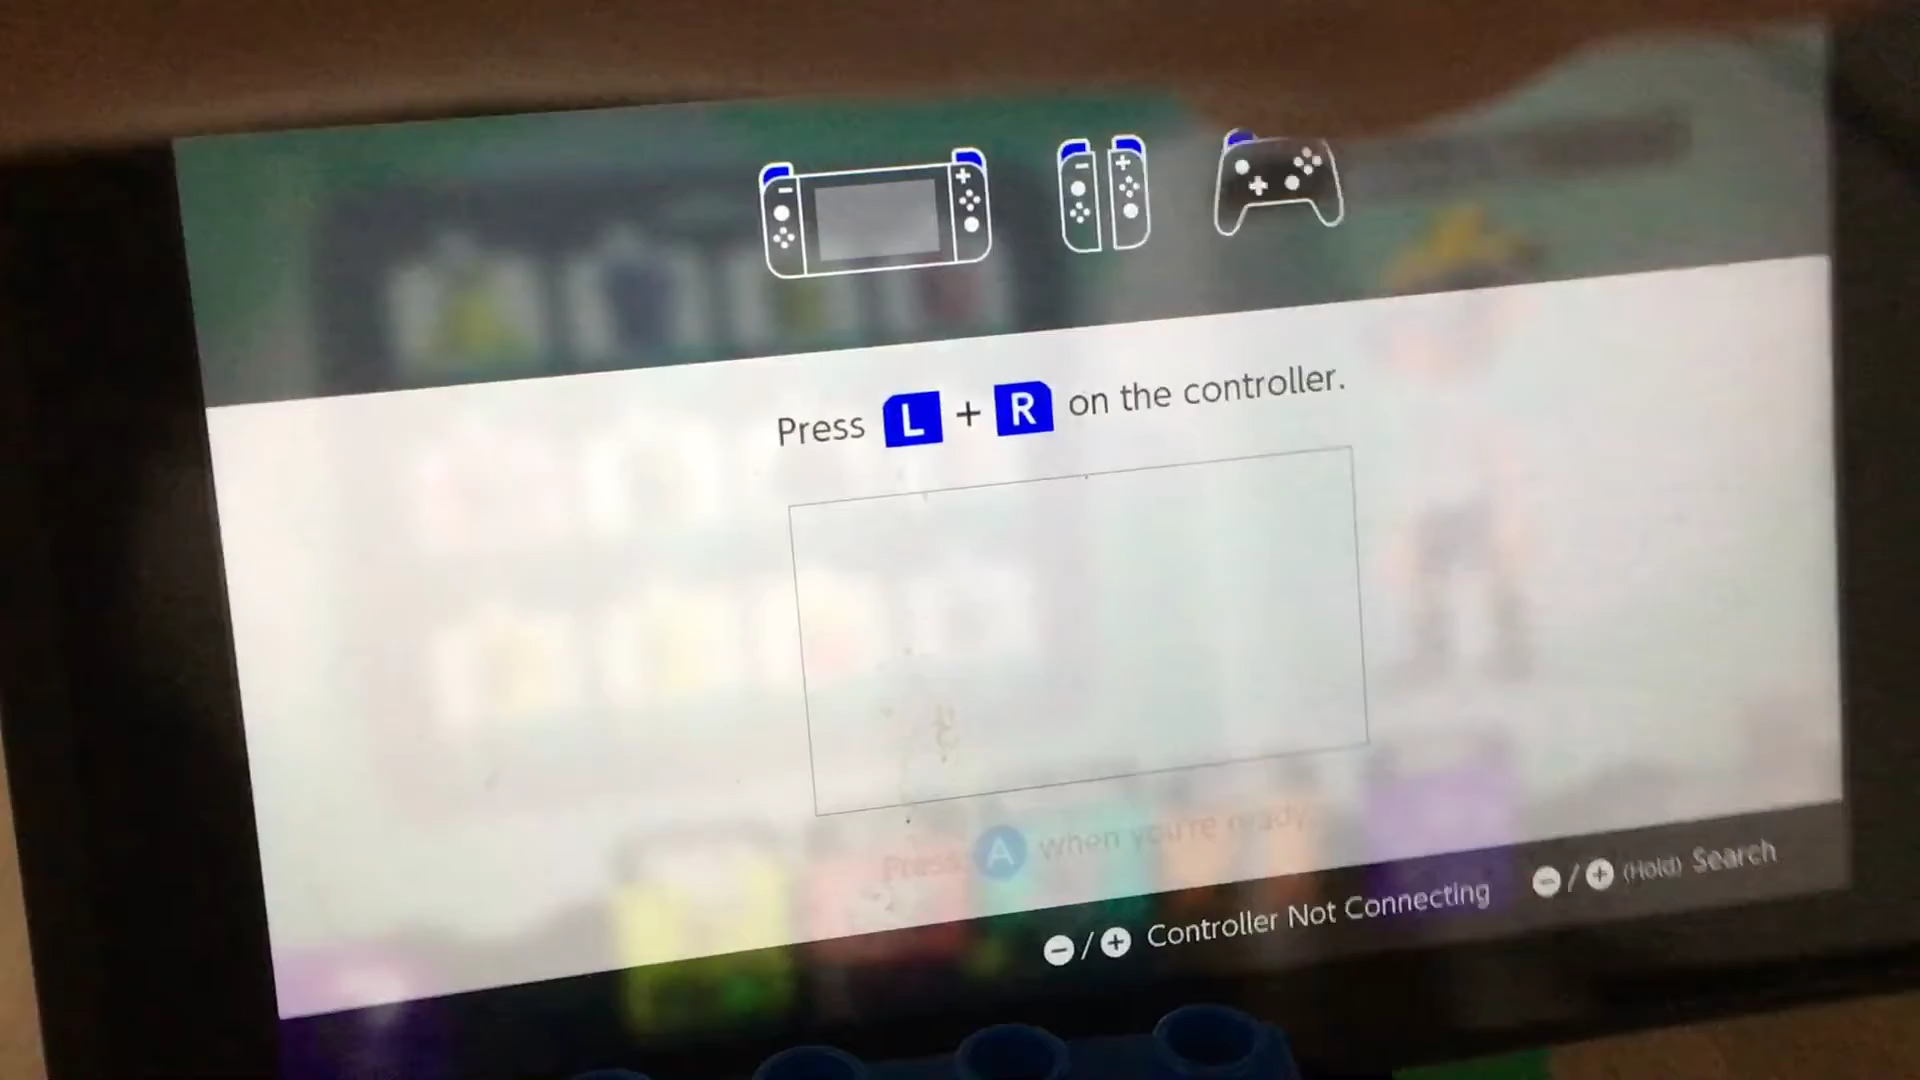 Press L + R on the controller.
Press A when you're ready.
-/+ Controller Not Connecting -/+ (Hold) Search